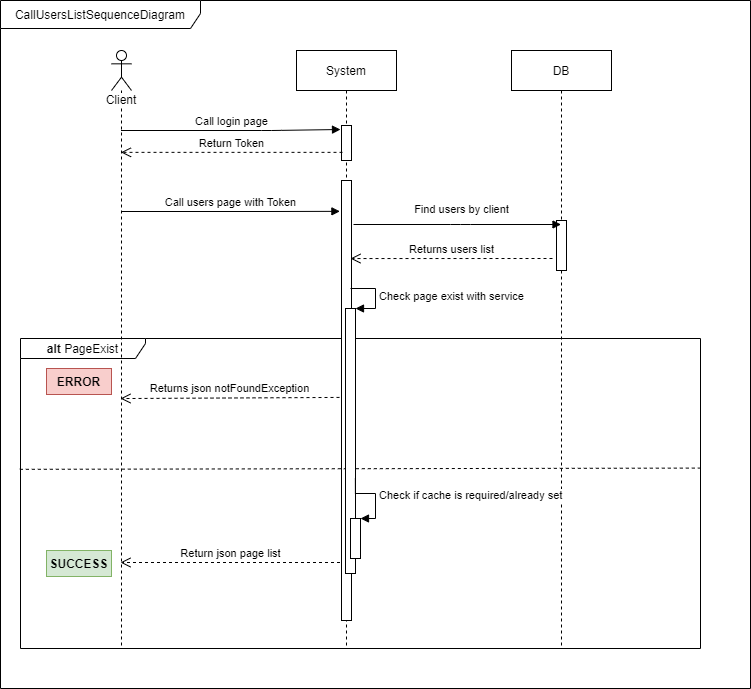 CallUsersListSequenceDiagram
Client
System
DB
Call login page
Return Token
Call users page with Token
Find users by client
Returns users list
Check page exist with service
alt PageExist
ERROR
Returns json notFoundException
Check if cache is required/already set
Return json page list
SUCCESS